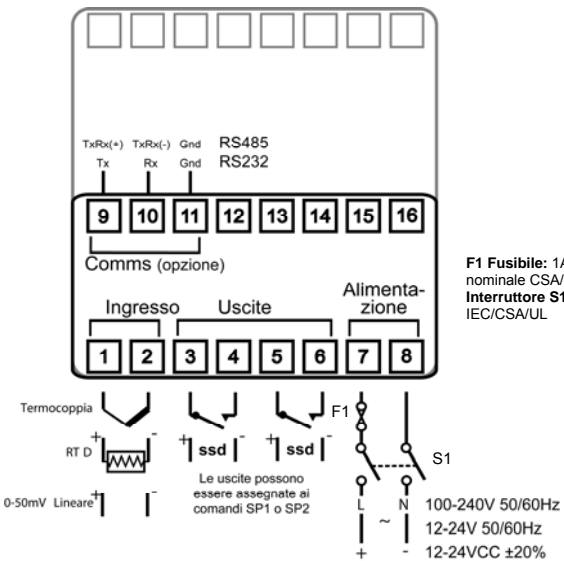 TxRx(+) TxRx(-) Gnd RS485
Tx Rx Gnd RS232
9 10 11 12 13 14 15 16
Comms (opzione)
Ingresso Uscite Alimenta-
zione
1 2 3 4 5 6 7 8
F1 Fusibile: 1A
nominale CSA/
Interruttore S1
IEC/CSA/UL
Termocoppia
F1
+ - + ssd - + ssd -
RT D
S1
Le uscite possono
essere assegnate ai
comandi SP1 o SP2
0-50mV Lineare + -
L N 100-240V 50/60Hz
~ 12-24V 50/60Hz
+ - 12-24VCC ±20%